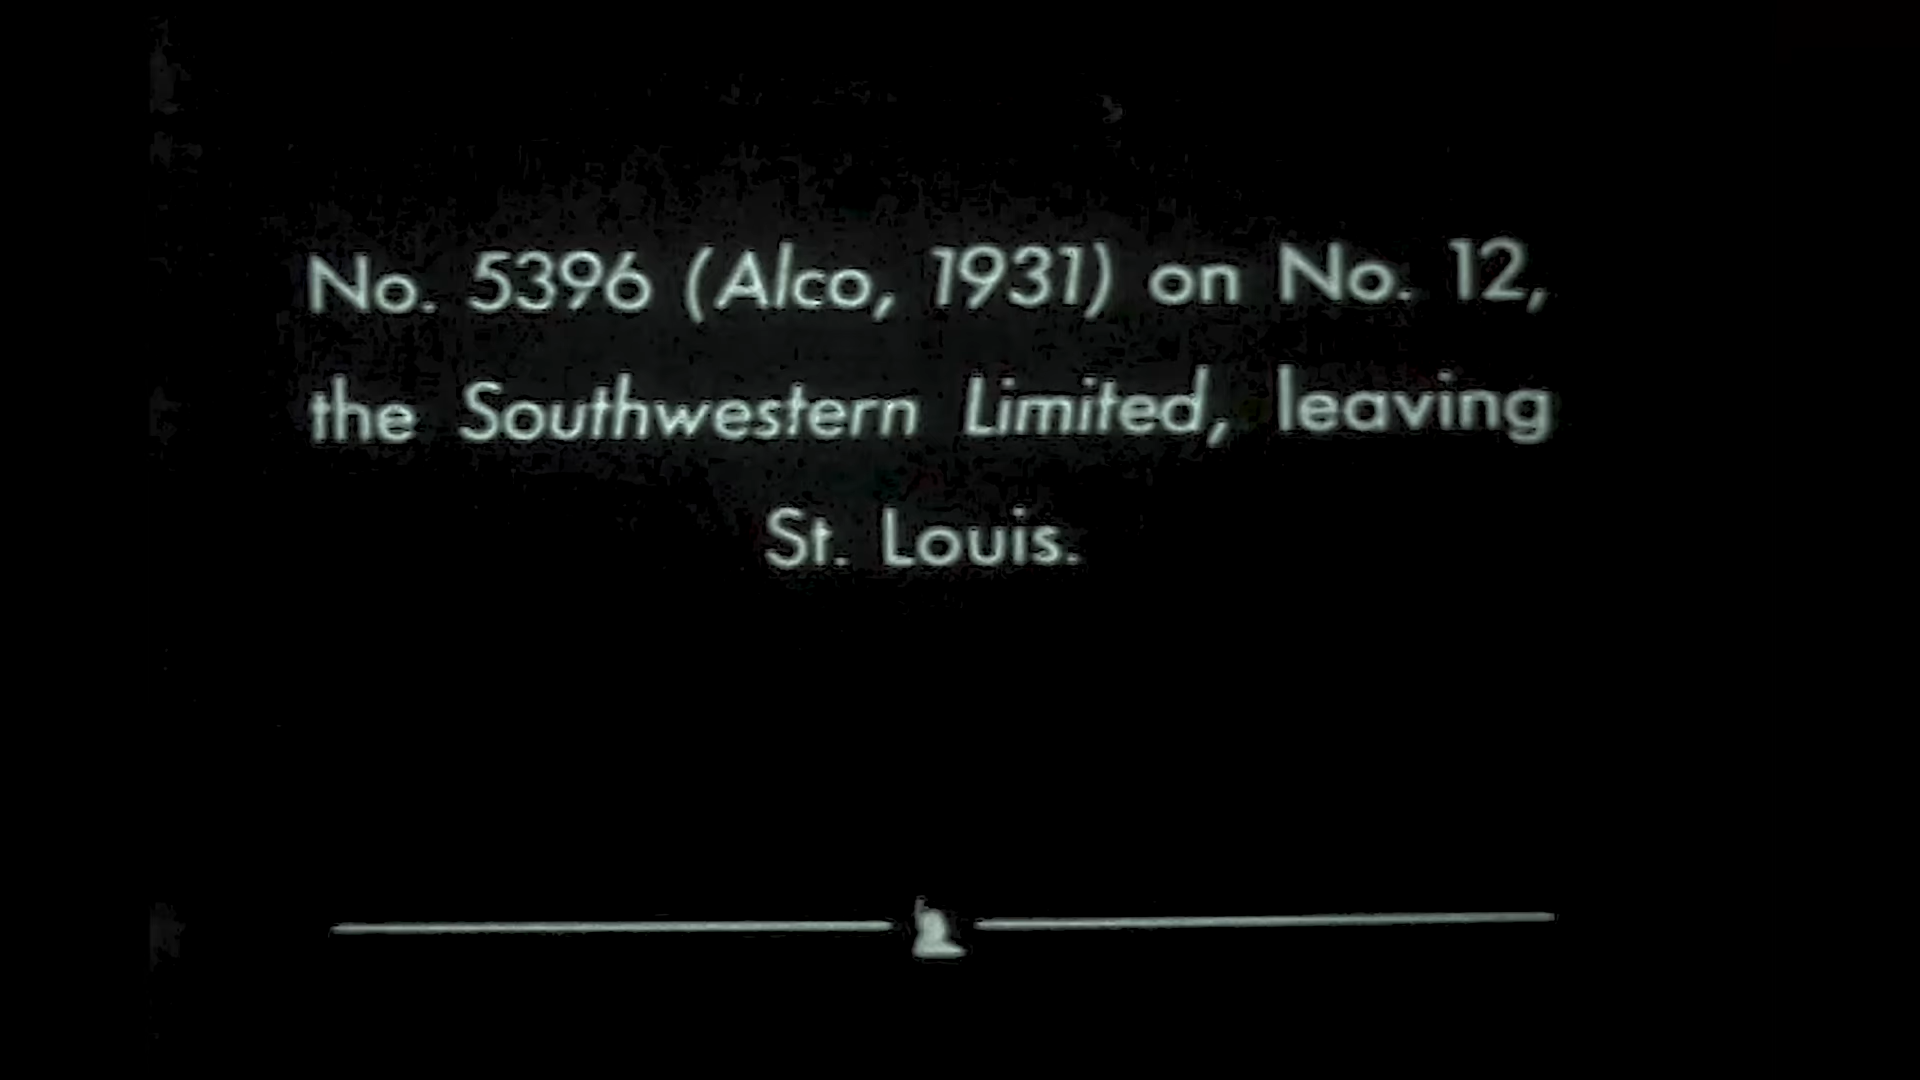 No. 5396 (Alco, 1931) on No. 12,
the Southwestern Limited, leaving
St. Louis.